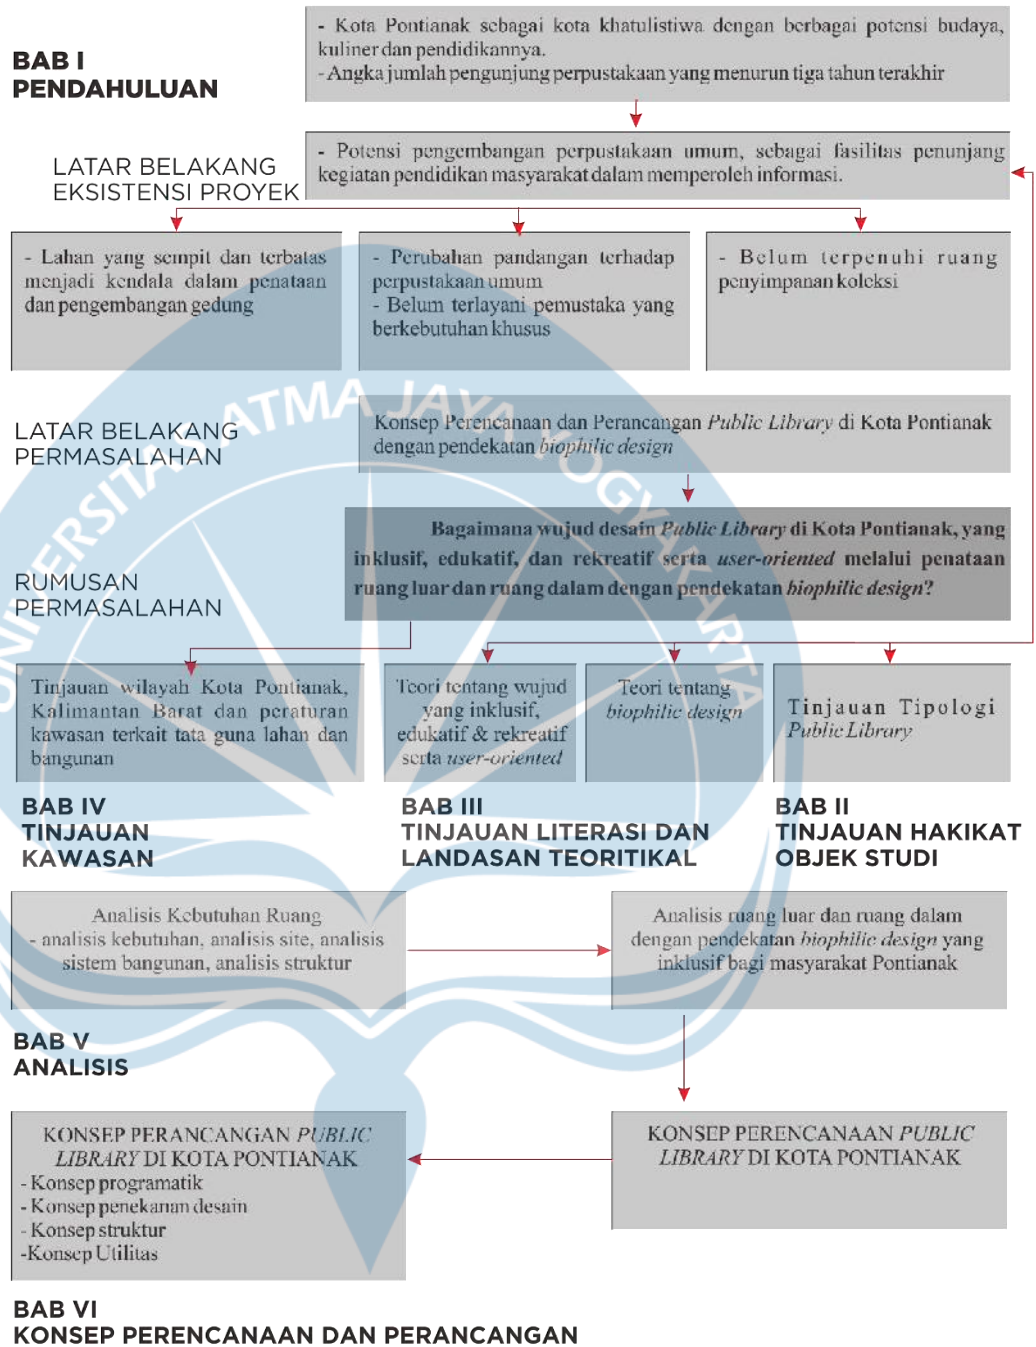 BAB I
PENDAHULUAN
- Kota Pontianak sebagai kota khatulistiwa dengan berbagai potensi budaya,
kuliner dan pendidikannya.
- Angka jumlah pengunjung perpustakaan yang menurun tiga tahun terakhir
LATAR BELAKANG
EKSISTENSI PROYEK
- Potensi pengembangan perpustakaan umum, sebagai fasilitas penunjang
kegiatan pendidikan masyarakat dalam memperoleh informasi.
- Lahan yang sempit dan terbatas
menjadi kendala dalam penataan
dan pengembangan gedung
- Perubahan pandangan terhadap
perpustakaan umum
- Belum terlayani pemustaka yang
berkebutuhan khusus
- Belum terpenuhi ruang
penyimpanan koleksi
LATAR BELAKANG
PERMASALAHAN
Konsep Perencanaan dan Perancangan Public Library di Kota Pontianak
dengan pendekatan biophilic design
RUMUSAN
PERMASALAHAN
Bagaimana wujud desain Public Library di Kota Pontianak, yang
inklusif, edukatif, dan rekreatif serta user-oriented melalui penataan
ruang luar dan ruang dalam dengan pendekatan biophilic design?
Tinjauan wilayah Kota Pontianak,
Kalimantan Barat dan peraturan
kawasan terkait tata guna lahan dan
bangunan
Teori tentang wujud
yang inklusif,
edukatif & rekreatif
serta user-oriented
Teori tentang
biophilic design
Tinjauan Tipologi
Public Library
BAB IV
TINJAUAN
KAWASAN
BAB III
TINJAUAN LITERASI DAN
LANDASAN TEORITIKAL
BAB II
TINJAUAN HAKIKAT
OBJEK STUDI
Analisis Kebutuhan Ruang
- analisis kebutuhan, analisis site, analisis
sistem bangunan, analisis struktur
Analisis ruang luar dan ruang dalam
dengan pendekatan biophilic design yang
inklusif bagi masyarakat Pontianak
BAB V
ANALISIS
KONSEP PERANCANGAN PUBLIC
LIBRARY DI KOTA PONTIANAK
- Konsep programatik
- Konsep penekanan desain
- Konsep struktur
-Konsep Utilitas
KONSEP PERENCANAAN PUBLIC
LIBRARY DI KOTA PONTIANAK
BAB VI
KONSEP PERENCANAAN DAN PERANCANGAN
UNIVERSITAS ATMA JAYA YOGYAKARTA